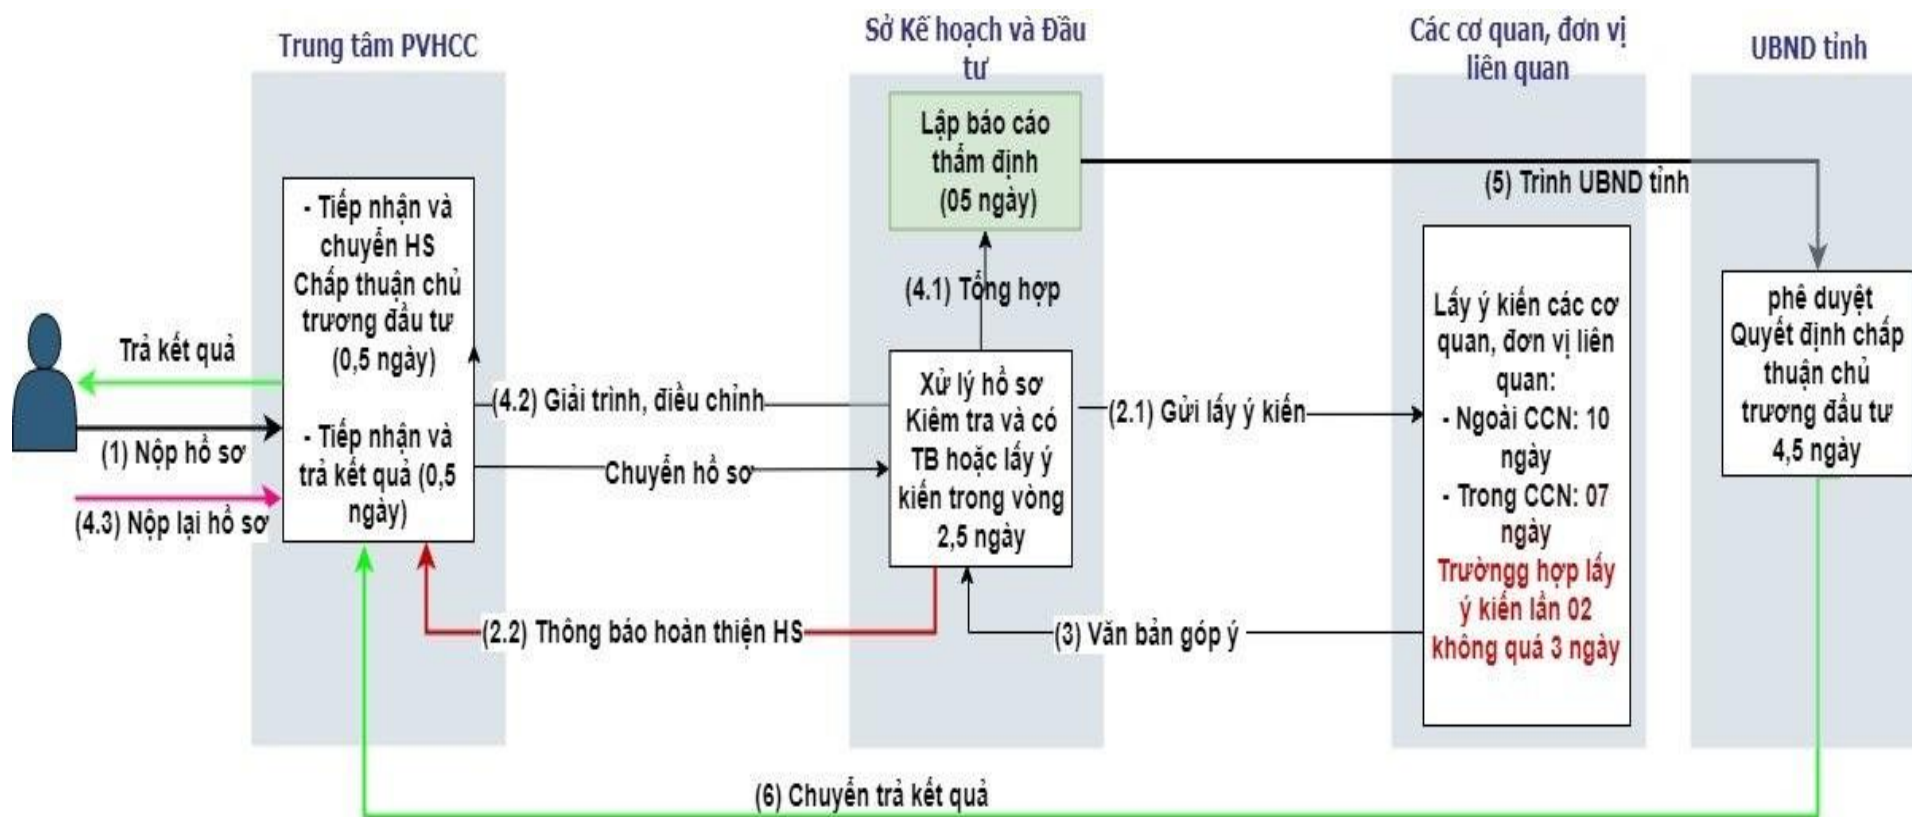 Trung tâm PVHCC
Sở Kế hoạch và Đầu
tư
Các cơ quan, đơn vị
liên quan
UBND tỉnh
Lập báo cáo
thẩm định
(05 ngày)
(5) Trình UBND tỉnh
- Tiếp nhận và
chuyển HS
Chấp thuận chủ
trương đầu tư
(0,5 ngày)
- Tiếp nhận và
trả kết quả (0,5
ngày)
(4.1) Tổng hợp
Trả kết quả
(1) Nộp hồ sơ
(4.3) Nộp lại hồ sơ
(4.2) Giải trình, điều chỉnh
Chuyển hồ sơ
Xử lý hồ sơ
Kiêm tra và có
TB hoặc lấy ý
kiến trong vòng
2,5 ngày
(2.1) Gửi lấy ý kiến
Lấy ý kiến các cơ
quan, đơn vị liên
quan:
- Ngoài CCN: 10
ngày
- Trong CCN: 07
ngày
Trườngg hợp lấy
ý kiến lần 02
không quá 3 ngày
phê duyệt
Quyết định chấp
thuận chủ
trương đầu tư
4,5 ngày
(2.2) Thông báo hoàn thiện HS
(3) Văn bản góp ý
(6) Chuyển trả kết quả